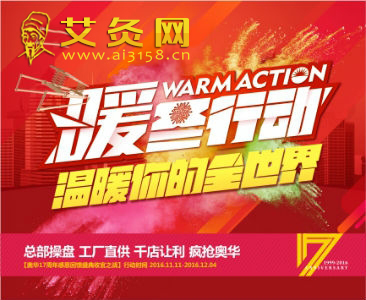 艾灸网
www.ai3158.cn
WARM ACTION
暖冬行动
温暖你的全世界
总部操盘 工厂直供 千店让利 疯抢奥华
【奥华17周年感恩回馈盛典收官之战】行动时间 2016.11.11-2016.12.04
17
1999-2016
ANNIVERSARY